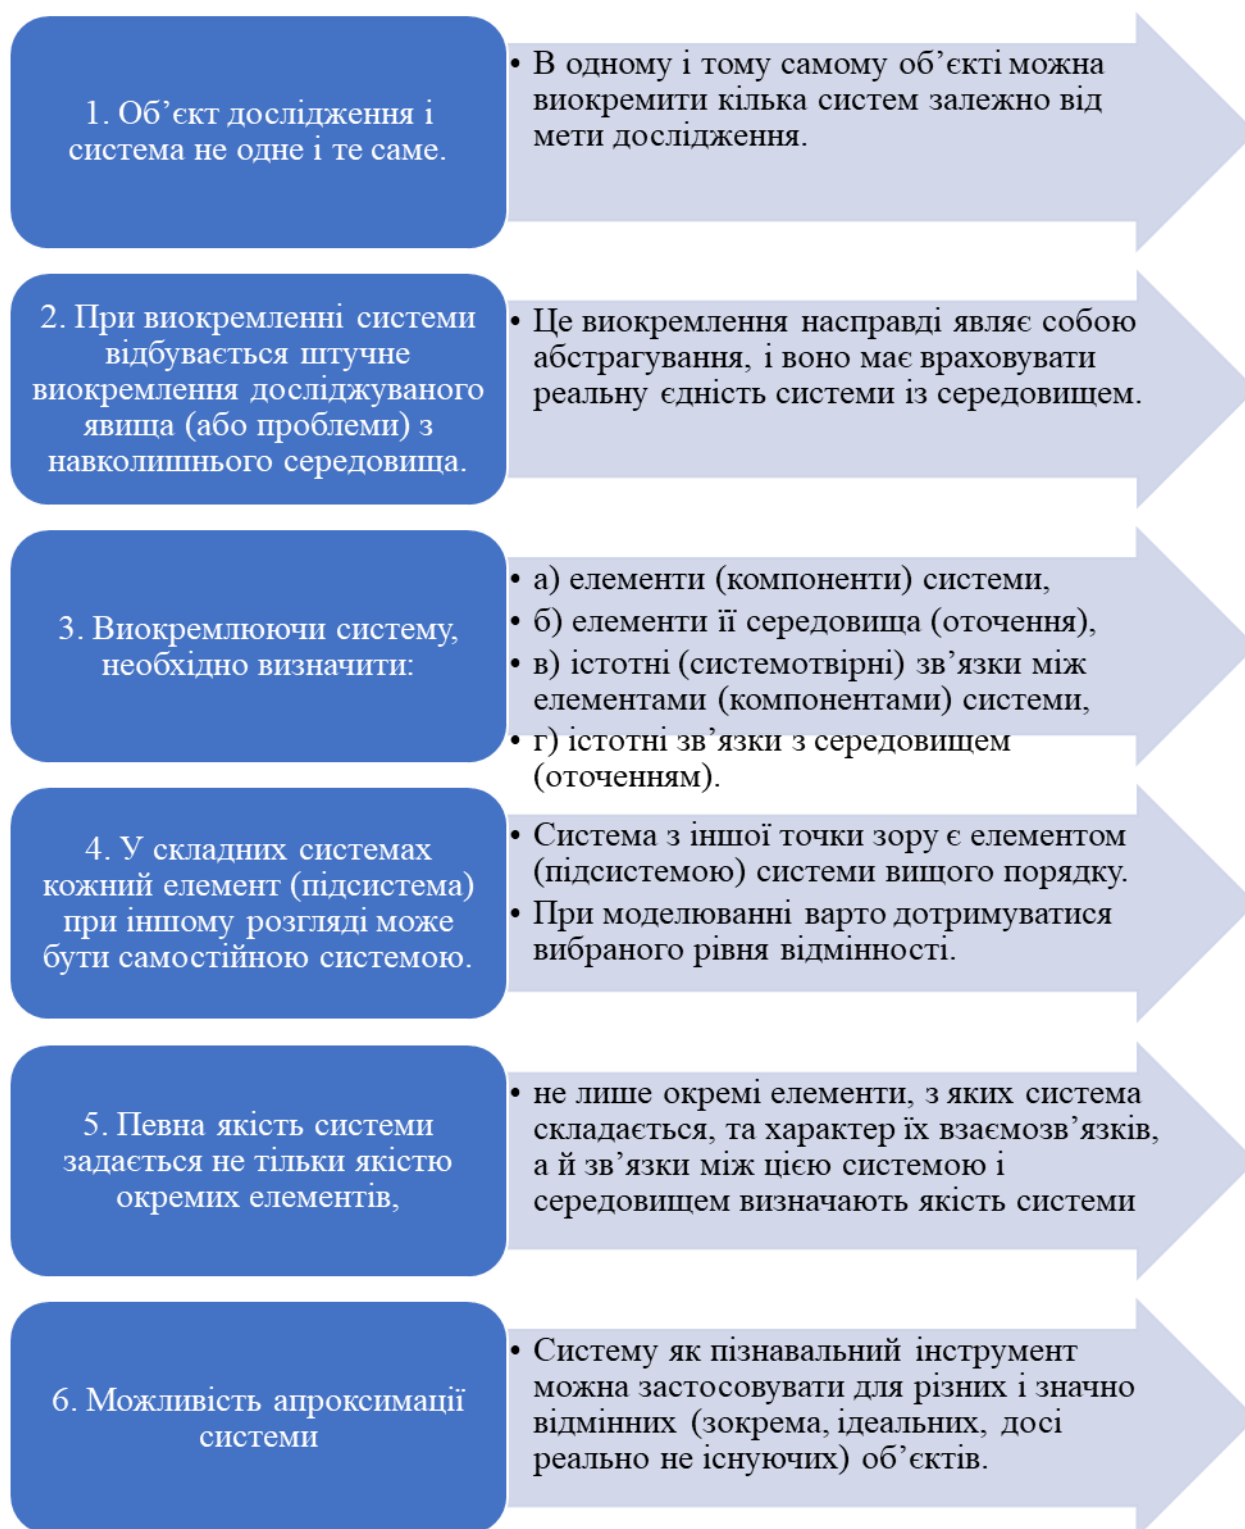 1. Об’єкт дослідження і
система не одне і те саме.
• В одному і тому самому об’єкті можна
виокремити кілька систем залежно від
мети дослідження.
2. При виокремленні системи
відбувається штучне
виокремлення досліджуваного
явища (або проблеми) з
навколишнього середовища.
• Це виокремлення насправді являє собою
абстрагування, і воно має враховувати
реальну єдність системи із середовищем.
3. Виокремлюючи систему,
необхідно визначити:
• а) елементи (компоненти) системи,
• б) елементи її середовища (оточення),
• в) істотні (системотвірні) зв’язки між
елементами (компонентами) системи,
• г) істотні зв’язки з середовищем
(оточенням).
4. У складних системах
кожний елемент (підсистема)
при іншому розгляді може
бути самостійною системою.
• Система з іншої точки зору є елементом
(підсистемою) системи вищого порядку.
• При моделюванні варто дотримуватися
вибраного рівня відмінності.
5. Певна якість системи
задається не тільки якістю
окремих елементів,
• не лише окремі елементи, з яких система
складається, та характер їх взаємозв’язків,
а й зв’язки між цією системою і
середовищем визначають якість системи
6. Можливість апроксимації
системи
• Систему як пізнавальний інструмент
можна застосовувати для різних і значно
відмінних (зокрема, ідеальних, досі
реально не існуючих) об’єктів.